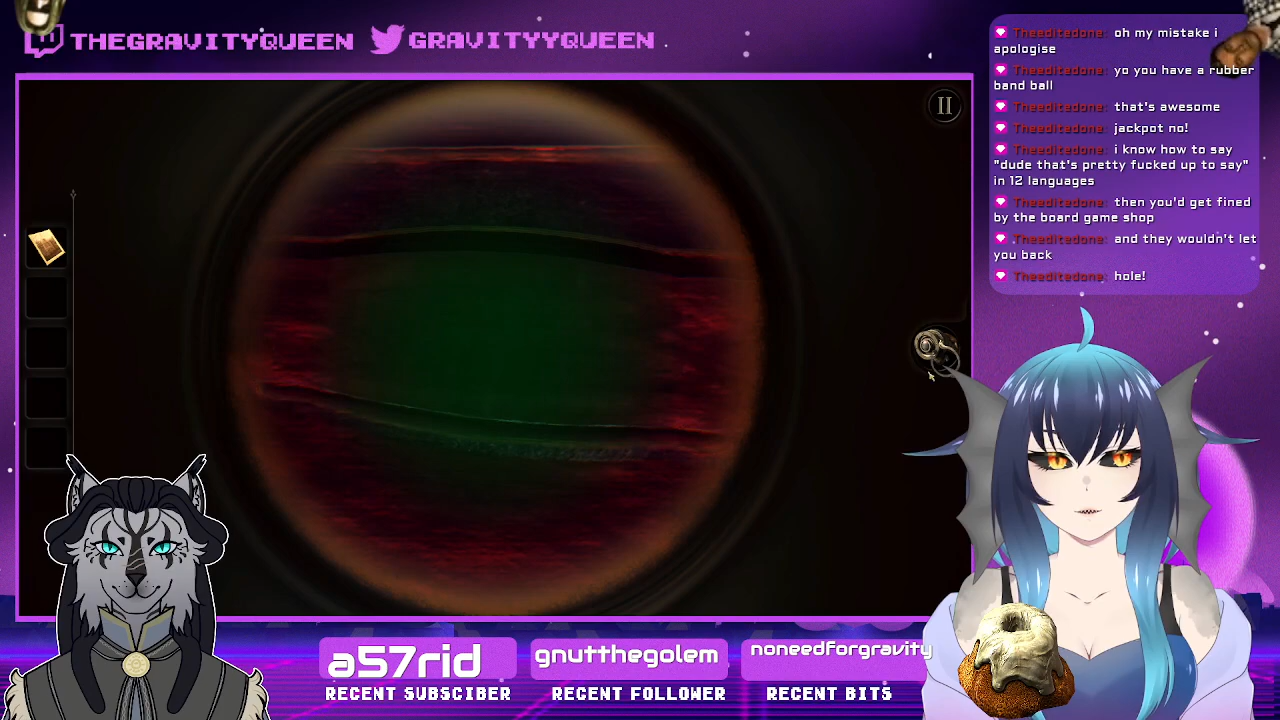 THEGRAVITYQUEEN
GRAVITYYQUEEN
Theeditedone: oh my mistake i
apologise
Theeditedone: yo you have a rubber
band ball
Theeditedone: that's awesome
Theeditedone: jackpot no!
Theeditedone: i know how to say
"dude that's pretty fucked up to say"
in 12 languages
Theeditedone: then you'd get fined
by the board game shop
Theeditedone: and they wouldn't let
you back
Theeditedone: hole!
a57rid
gnutthegolem
noneedforgravity
RECENT SUBSCIBER
RECENT FOLLOWER
RECENT BITS